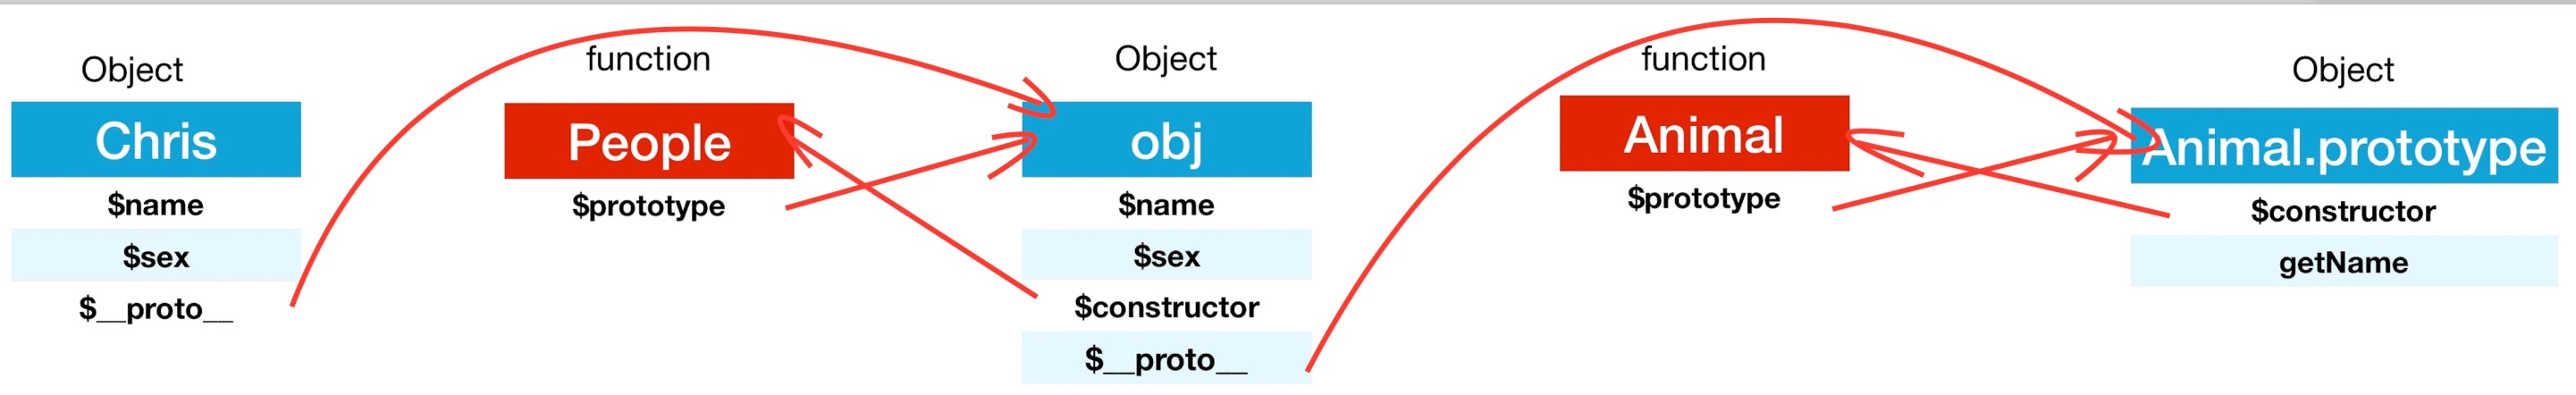 Object
Chris
$name
$sex
$__proto__
function
People
$prototype
Object
obj
$name
$sex
$constructor
$__proto__
function
Animal
$prototype
Object
Animal.prototype
$constructor
getName